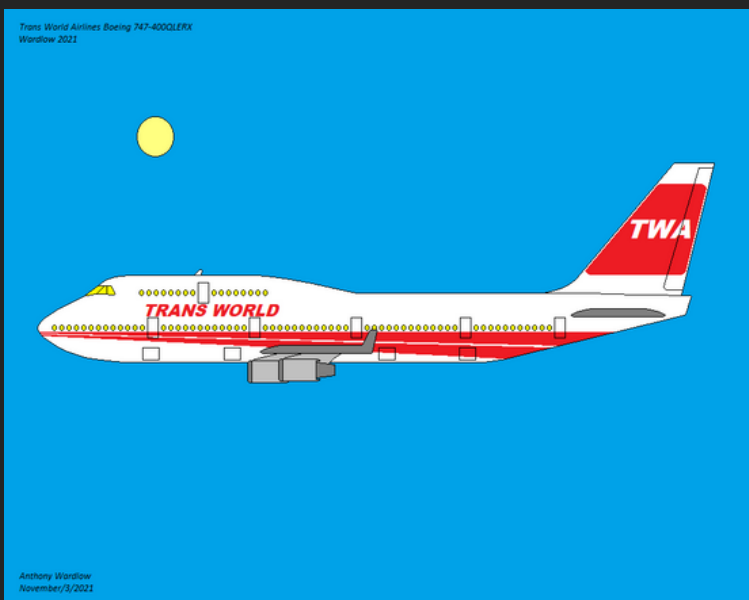 Trans World Airlines Boeing 747-400QLERX
Wardlow 2021
TWA
TRANS WORLD
Anthony Wardlow
November/3/2021